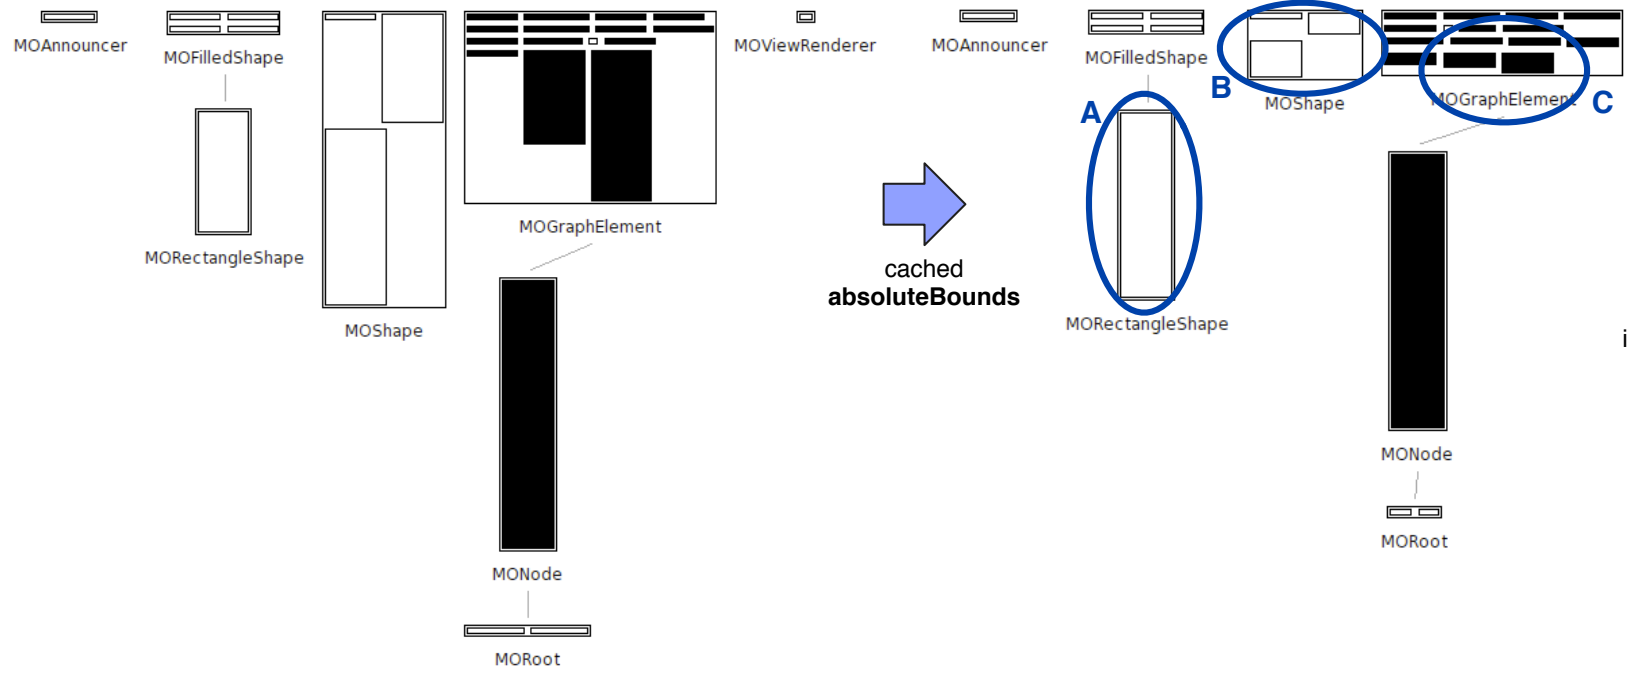 MOAnnouncer
MOFilledShape
MORectangleShape
MOShape
MOGraphElement
MONode
MORoot
MOViewRenderer
cached
absoluteBounds
MOAnnouncer
MOFilledShape
A
MORectangleShape
B
MOShape
MOGraphElement
C
MONode
MORoot
i